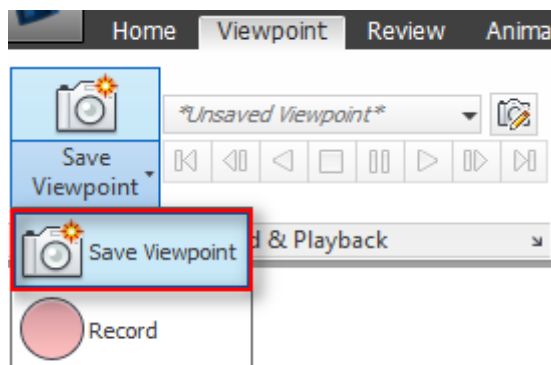 Home Viewpoint Review Anima
*Unsaved Viewpoint*
Save
Viewpoint
Save Viewpoint
d & Playback
Record